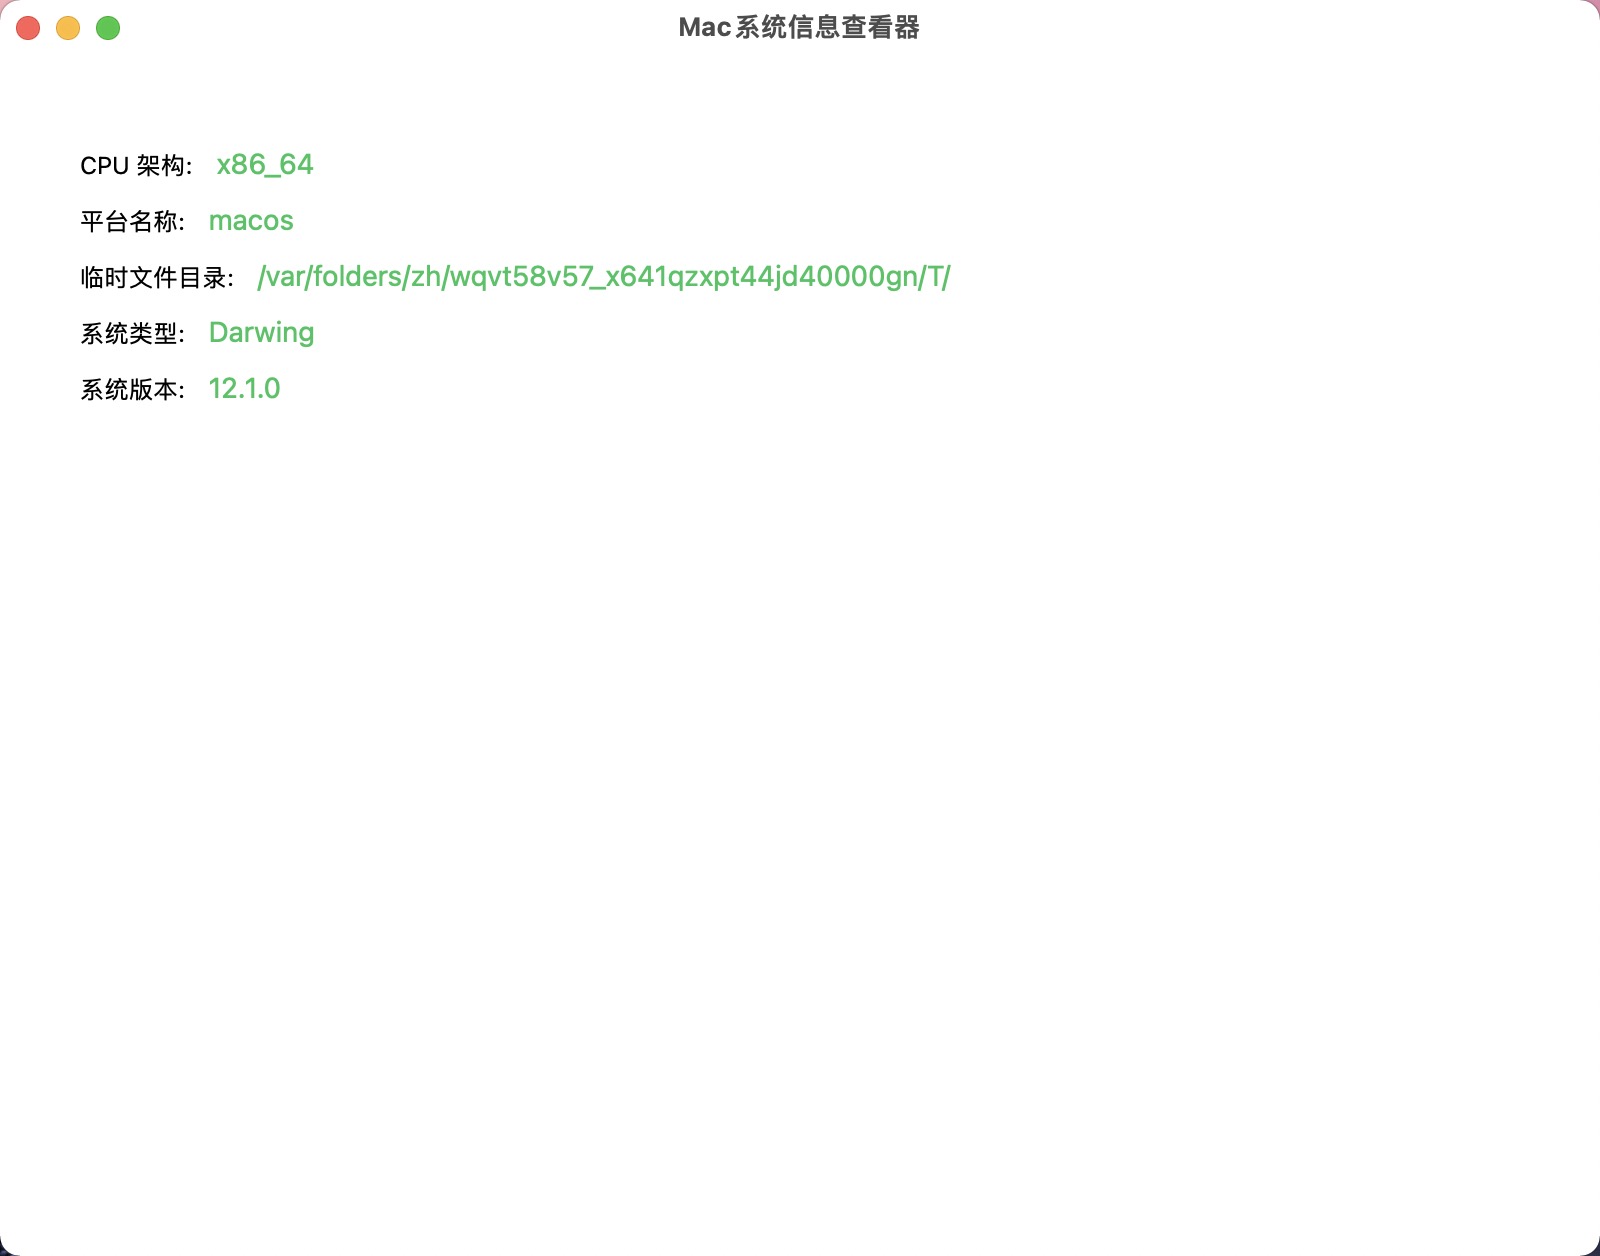 Mac系统信息查看器
CPU 架构: x86_64
平台名称: macos
临时文件目录: /var/folders/zh/wqvt58v57_x641qzxpt44jd40000gn/T/
系统类型: Darwing
系统版本: 12.1.0